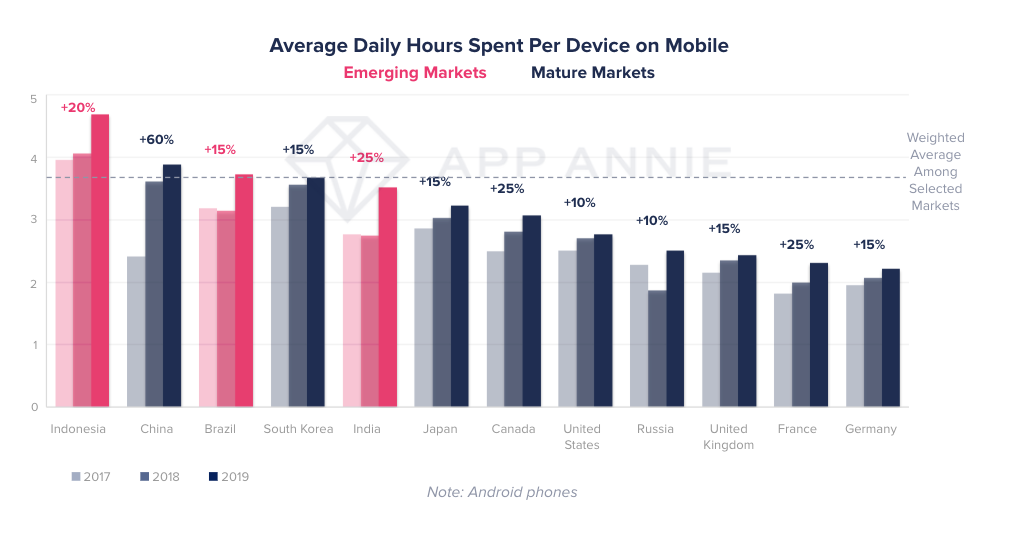 Average Daily Hours Spent Per Device on Mobile
Emerging Markets Mature Markets
5
4
3
2
1
0
+20%
+60%
+15%
+15%
+25%
+15%
+25%
+10%
+10%
+15%
+25%
+15%
APP ANNIE
Weighted
Average
Among
Selected
Markets
Indonesia
China
Brazil
South Korea
India
Japan
Canada
United
States
Russia
United
Kingdom
France
Germany
2017 2018 2019
Note: Android phones